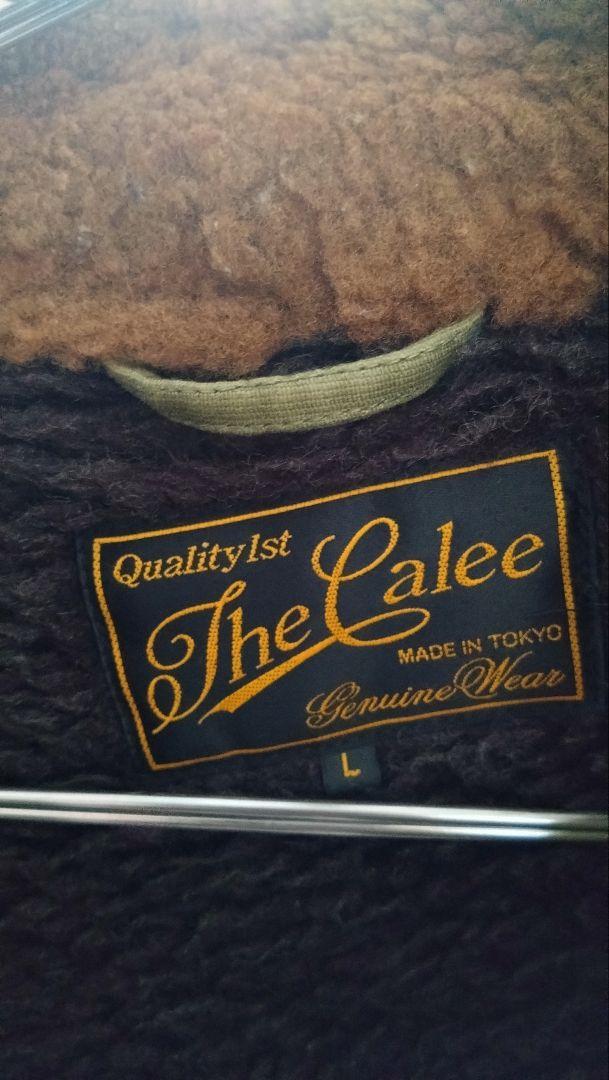 Quality1st
The Calee
MADE IN TOKYO
Genuine Wear
L